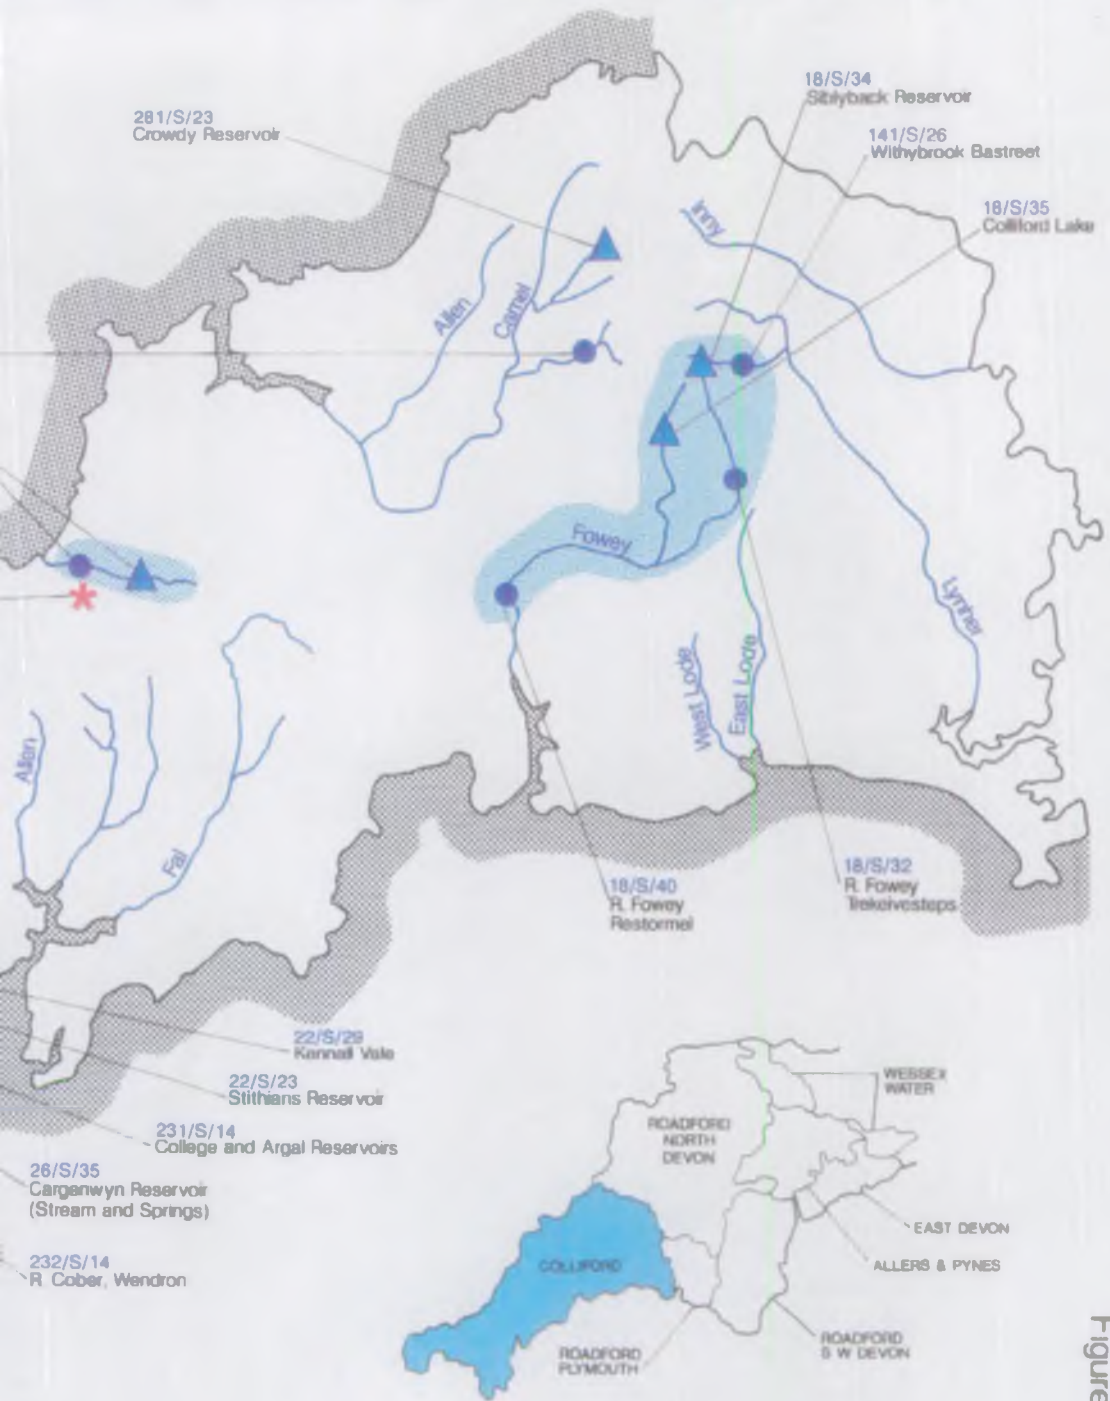 18/S/34
Siblyback Reservoir
281/S/23
Crowdy Reservoir
141/S/26
Withybrook Bastreet
18/S/35
Colliford Lake
Inny
Allen
Camel
Fowey
Lynher
West Lode
East Lode
Allen
Fal
18/S/40
R. Fowey
Restormel
18/S/32
R. Fowey
Trekeivesteps
22/S/29
Kennall Vale
22/S/23
Stithians Reservoir
231/S/14
College and Argal Reservoirs
26/S/35
Cargenwyn Reservoir
(Stream and Springs)
232/S/14
R Cober, Wendron
WESSEX
WATER
ROADFORD
NORTH
DEVON
EAST DEVON
ALLERS & PYNES
COLLIFORD
ROADFORD
PLYMOUTH
ROADFORD
S W DEVON
Figure